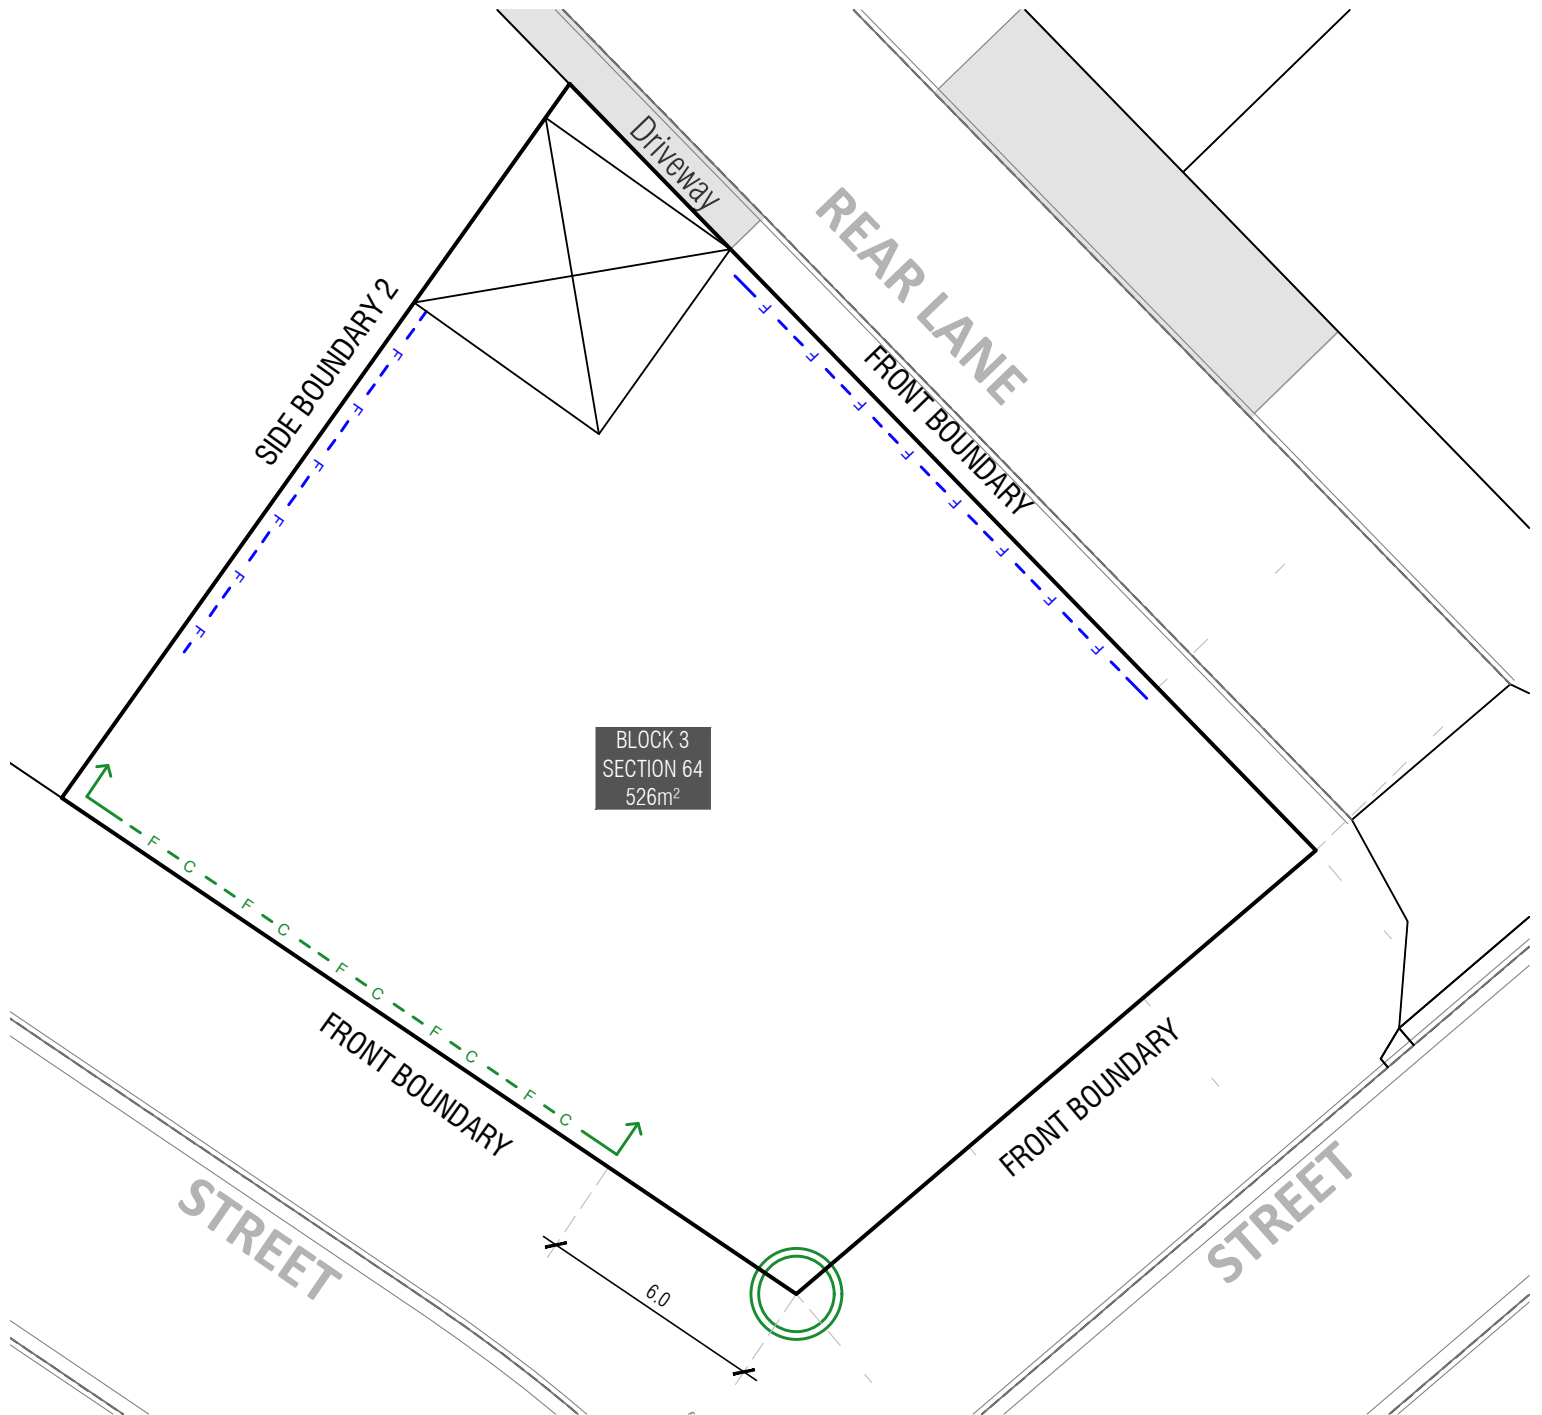 Driveway
REAR LANE
SIDE BOUNDARY 2
F
F
F
F
F
F
F
F
F
F
F
F
F
F
FRONT BOUNDARY
BLOCK 3
SECTION 64
526m²
F
C
F
C
F
C
F
C
F
C
FRONT BOUNDARY
FRONT BOUNDARY
STREET
STREET
6.0